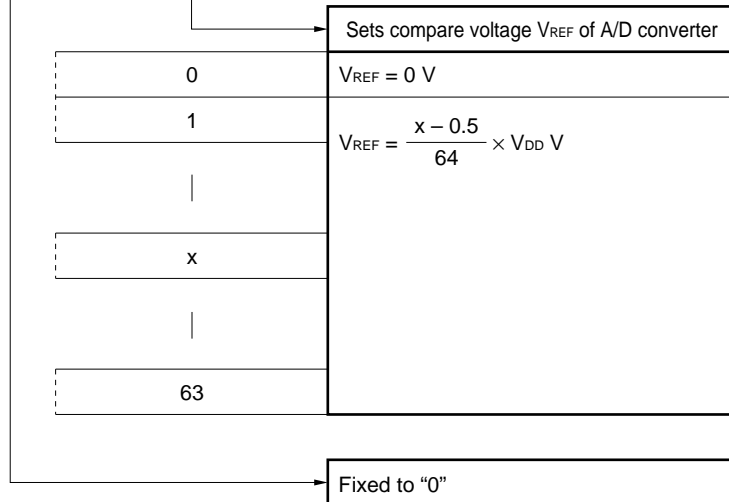 Sets compare voltage VREF of A/D converter
0
VREF = 0 V
1
VREF = x – 0.5 / 64 × VDD V
x
63
Fixed to “0”